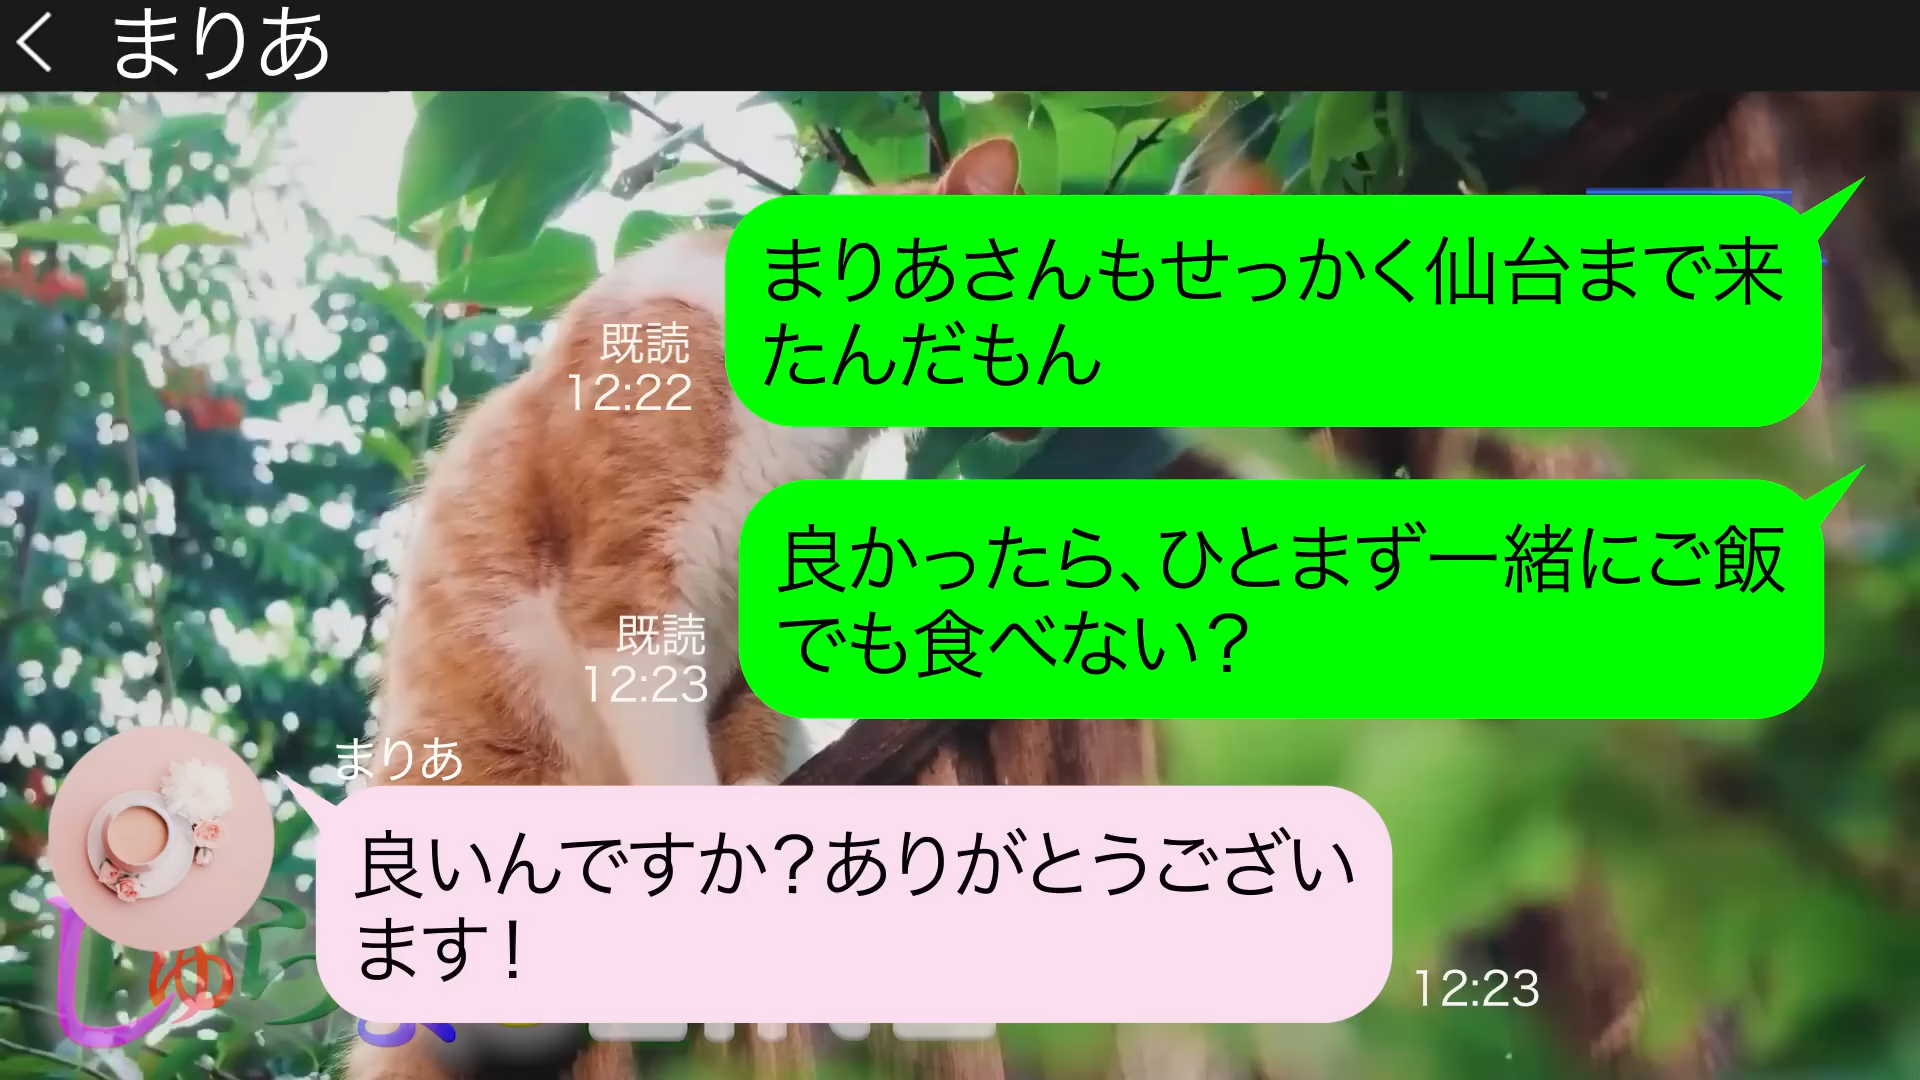 まりあ
まりあさんもせっかく仙台まで来
たんだもん
既読
12:22
良かったら、ひとまず一緒にご飯
でも食べない？
既読
12:23
まりあ
良いんですか？ありがとうござい
ます！
12:23